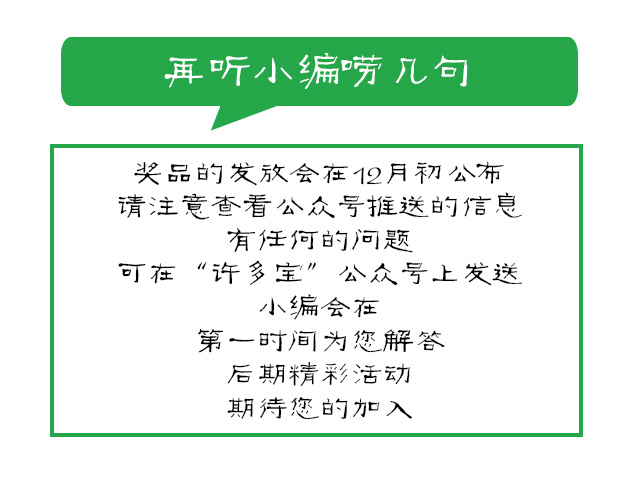 再听小编唠几句
奖品的发放会在12月初公布
请注意查看公众号推送的信息
有任何的问题
可在“许多宝”公众号上发送
小编会在
第一时间为您解答
后期精彩活动
期待您的加入